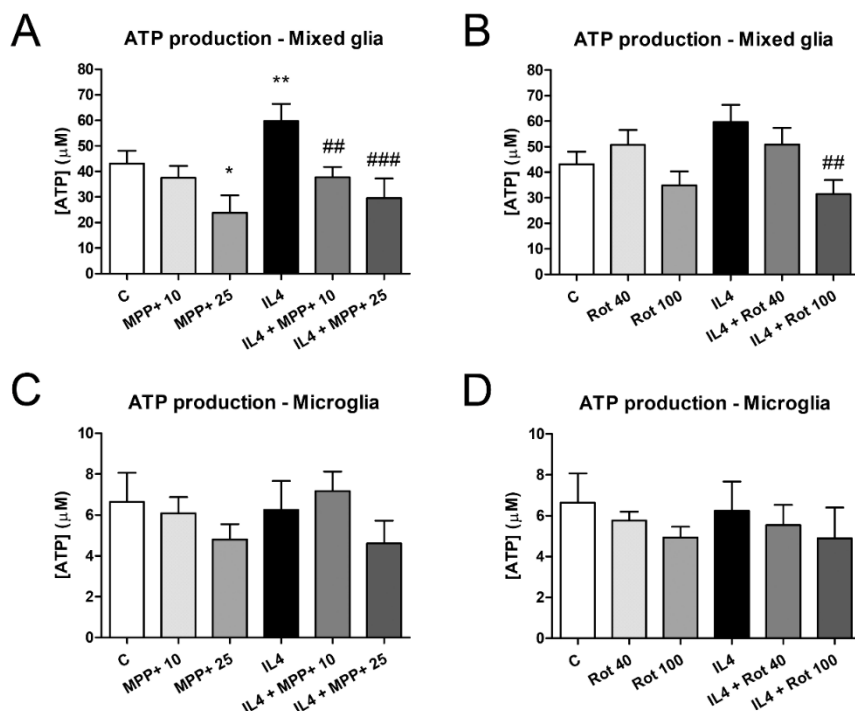 A
ATP production - Mixed glia
[ATP] (μM)
80
70
60
50
40
30
20
10
0
*
**
##
###
C
MPP+ 10
MPP+ 25
IL4
IL4 + MPP+ 10
IL4 + MPP+ 25
B
ATP production - Mixed glia
[ATP] (μM)
80
70
60
50
40
30
20
10
0
##
C
Rot 40
Rot 100
IL4
IL4 + Rot 40
IL4 + Rot 100
C
ATP production - Microglia
[ATP] (μM)
10
8
6
4
2
0
C
MPP+ 10
MPP+ 25
IL4
IL4 + MPP+ 10
IL4 + MPP+ 25
D
ATP production - Microglia
[ATP] (μM)
10
8
6
4
2
0
C
Rot 40
Rot 100
IL4
IL4 + Rot 40
IL4 + Rot 100